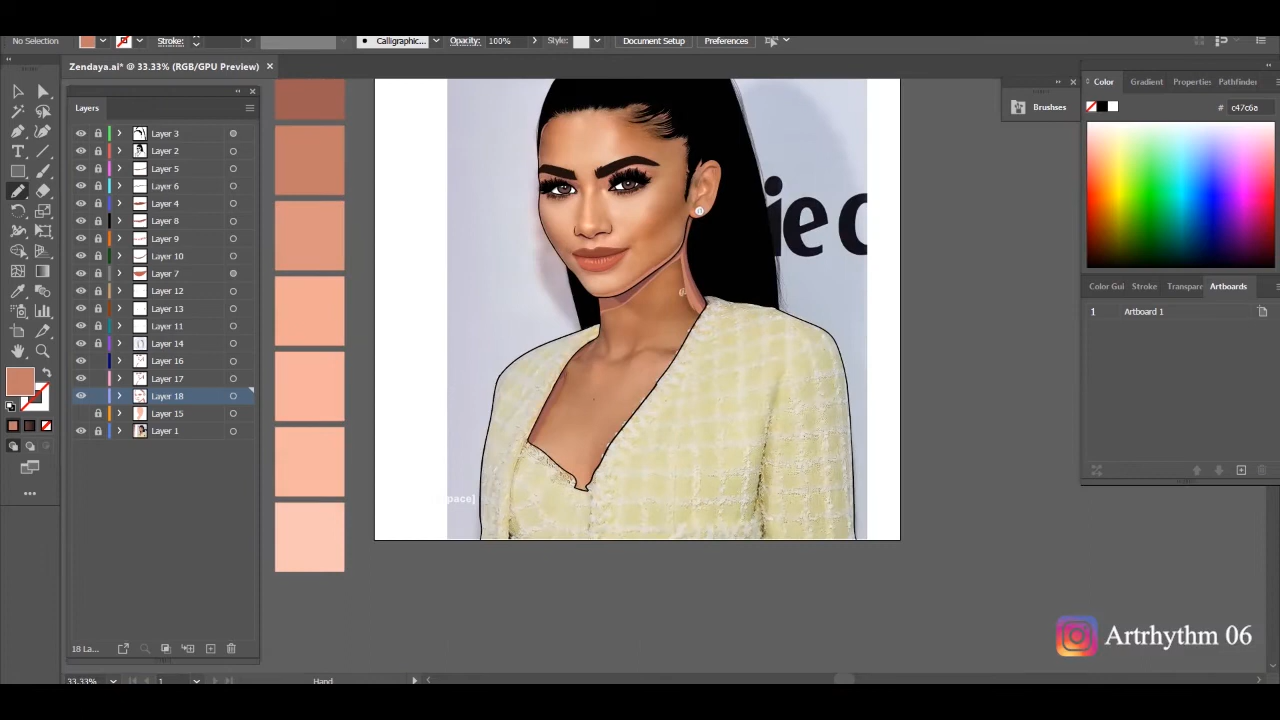 No Selection
Stroke:
Calligraphic...
Opacity:
100%
Style:
Document Setup
Preferences
Zendaya.ai* @ 33.33% (RGB/GPU Preview)
Layers
Layer 3
Layer 2
Layer 5
Layer 6
Layer 4
Layer 8
Layer 9
Layer 10
Layer 7
Layer 12
Layer 13
Layer 11
Layer 14
Layer 16
Layer 17
Layer 18
Layer 15
Layer 1
18 La...
ie c
pace]
Brushses
Color
Gradient
Properties
Pathfinder
#
c47c6a
Color Gui
Stroke
Transpare
Artboards
1
Artboard 1
Artrhythm 06
33.33%
1
Hand